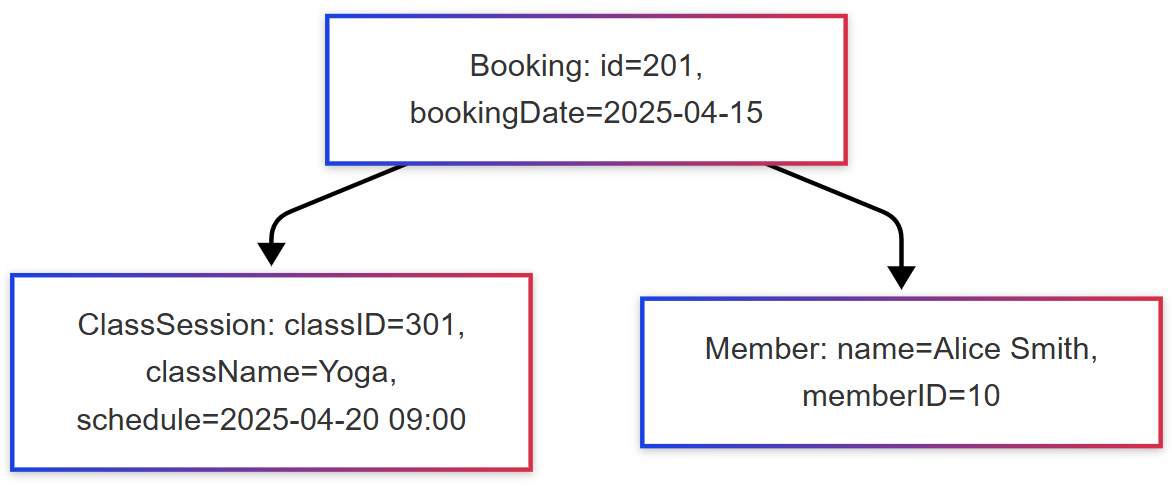 Booking: id=201,
bookingDate=2025-04-15
ClassSession: classID=301,
className=Yoga,
schedule=2025-04-20 09:00
Member: name=Alice Smith,
memberID=10